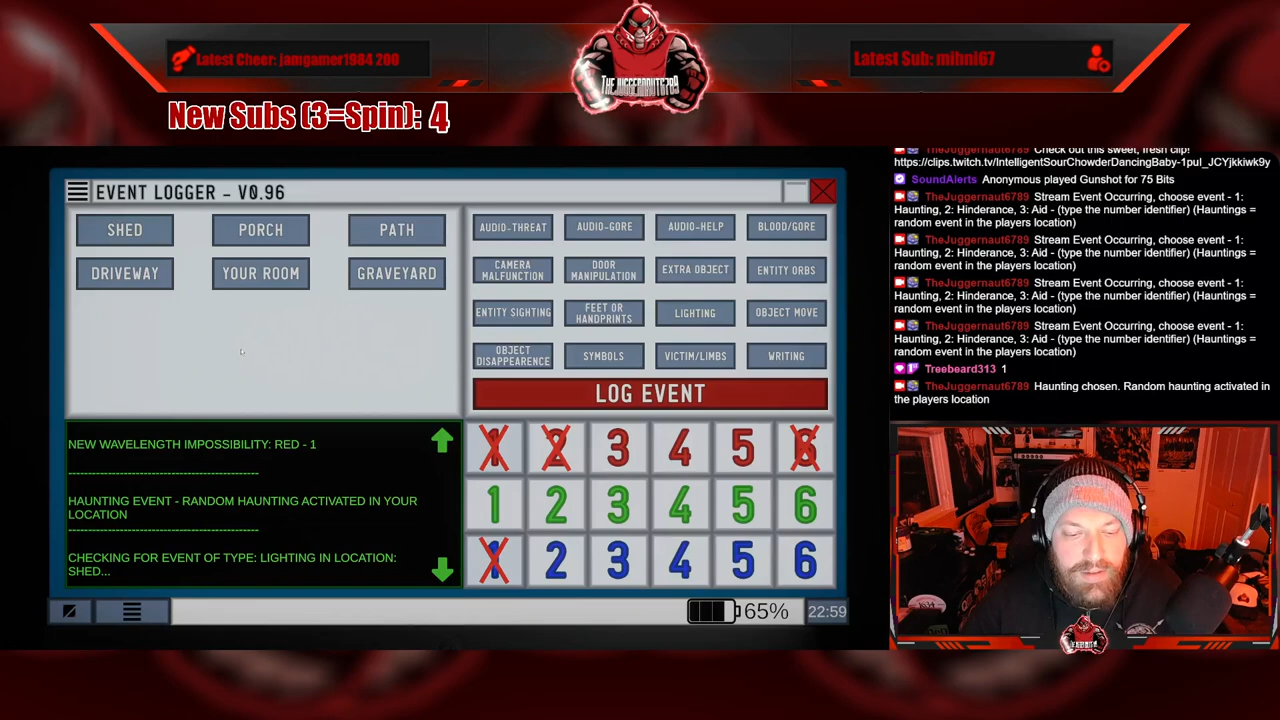 Latest Cheer: jamgamer1984 200
THEJUGGERNAUT6789
Latest Sub: mihni67
New Subs (3=Spin): 4
EVENT LOGGER - V0.96
SHED
PORCH
PATH
DRIVEWAY
YOUR ROOM
GRAVEYARD
AUDIO-THREAT
AUDIO-GORE
AUDIO-HELP
BLOOD/GORE
CAMERA
MALFUNCTION
DOOR
MANIPULATION
EXTRA OBJECT
ENTITY ORBS
ENTITY SIGHTING
FEET OR
HANDPRINTS
LIGHTING
OBJECT MOVE
OBJECT
DISAPPEARENCE
SYMBOLS
VICTIM/LIMBS
WRITING
LOG EVENT
NEW WAVELENGTH IMPOSSIBILITY: RED - 1
------------------------------------------------
HAUNTING EVENT - RANDOM HAUNTING ACTIVATED IN YOUR
LOCATION
------------------------------------------------
CHECKING FOR EVENT OF TYPE: LIGHTING IN LOCATION:
SHED...
1 2 3 4 5 6
1 2 3 4 5 6
1 2 3 4 5 6
65%
22:59
TheJuggernaut6789 Check out this sweet, fresh clip!
https://clips.twitch.tv/IntelligentSourChowderDancingBaby-1pul_JCYjkkiwk9y
SoundAlerts Anonymous played Gunshot for 75 Bits
TheJuggernaut6789 Stream Event Occurring, choose event - 1:
Haunting, 2: Hinderance, 3: Aid - (type the number identifier) (Hauntings =
random event in the players location)
TheJuggernaut6789 Stream Event Occurring, choose event - 1:
Haunting, 2: Hinderance, 3: Aid - (type the number identifier) (Hauntings =
random event in the players location)
TheJuggernaut6789 Stream Event Occurring, choose event - 1:
Haunting, 2: Hinderance, 3: Aid - (type the number identifier) (Hauntings =
random event in the players location)
TheJuggernaut6789 Stream Event Occurring, choose event - 1:
Haunting, 2: Hinderance, 3: Aid - (type the number identifier) (Hauntings =
random event in the players location)
Treebeard313 1
TheJuggernaut6789 Haunting chosen. Random haunting activated in
the players location